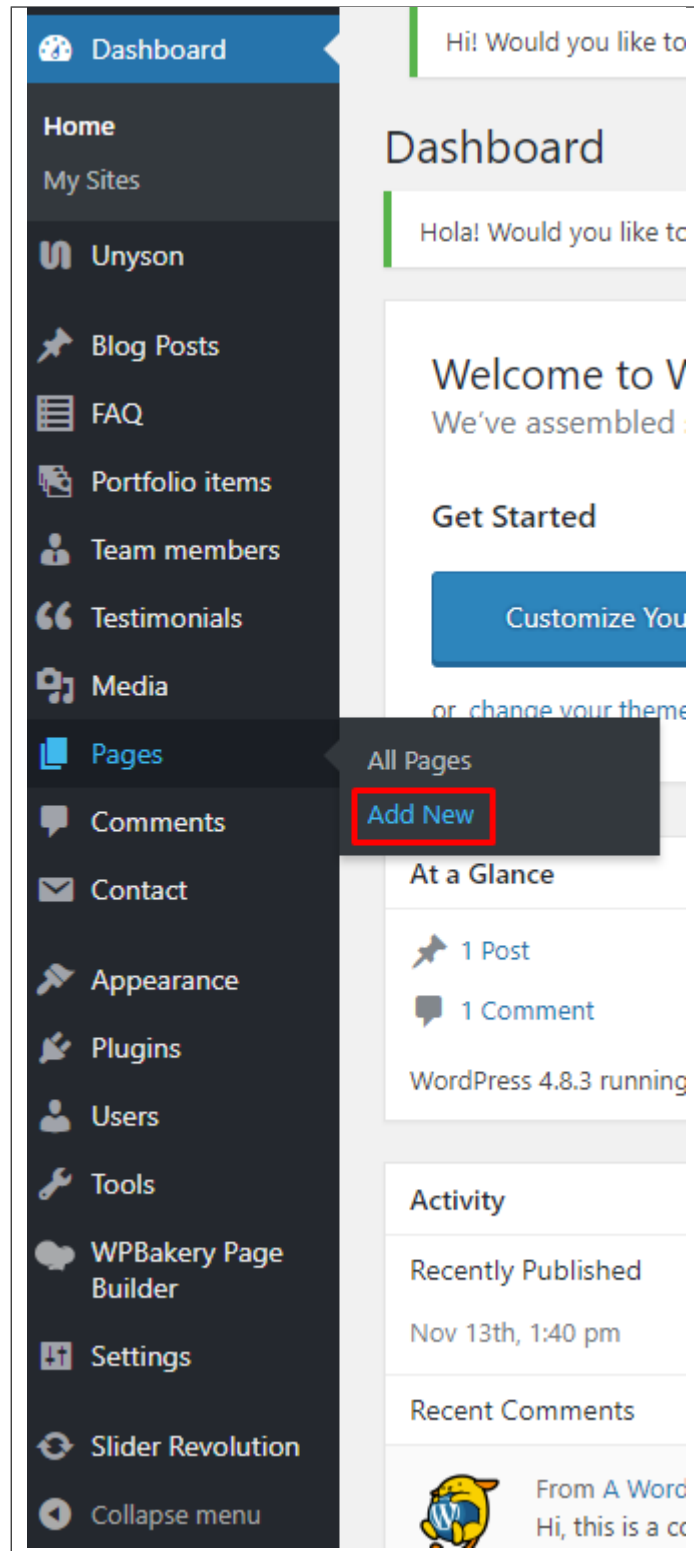 Dashboard
Home
My Sites
Unyson
Blog Posts
FAQ
Portfolio items
Team members
Testimonials
Media
Pages
All Pages
Add New
Comments
Contact
Appearance
Plugins
Users
Tools
WPBakery Page
Builder
Settings
Slider Revolution
Collapse menu
Hi! Would you like to
Dashboard
Hola! Would you like to
Welcome to
We've assembled
Get Started
Customize You
or change your theme
At a Glance
1 Post
1 Comment
WordPress 4.8.3 running
Activity
Recently Published
Nov 13th, 1:40 pm
Recent Comments
From A Word
Hi, this is a co